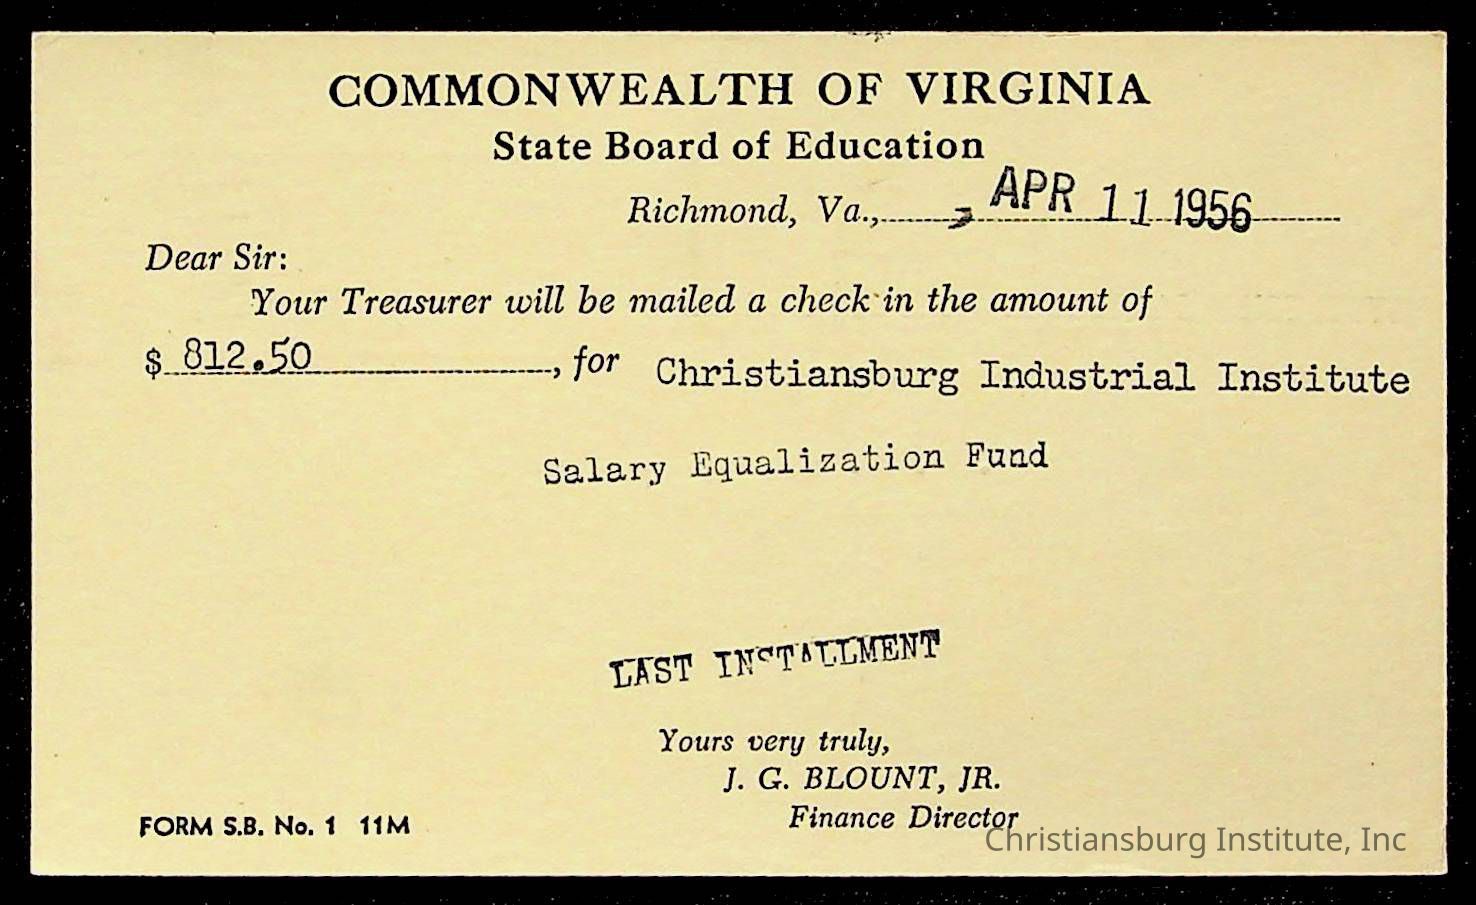 COMMONWEALTH OF VIRGINIA
State Board of Education
Richmond, Va., , APR 11 1956
Dear Sir:
Your Treasurer will be mailed a check in the amount of
$ 812.50, for Christiansburg Industrial Institute
Salary Equalization Fund
LAST INSTALLMENT
Yours very truly,
J. G. BLOUNT, JR.
Finance Director
FORM S.B. No. 1 11M
Christiansburg Institute, Inc